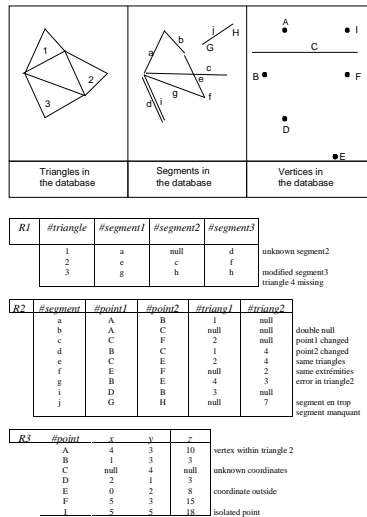 1
2
3
a
b
c
d
i
g
e
f
j
G
H
A
I
C
B
F
D
E
Triangles in
the database
Segments in
the database
Vertices in
the database
R1 #triangle #segment1 #segment2 #segment3
1 a null d unknown segment2
2 e c f
3 g h h modified segment3
triangle 4 missing
R2 #segment #point1 #point2 #triang1 #triang2
a A B 1 null
b A C null null double null
c C F 2 null point1 changed
d B C 1 4 point2 changed
e C E 2 4 same triangles
f E F null 2 same extrémities
g B E 4 3 error in triangle2
i D B 3 null
j G H null 7 segment en trop
segment manquant
R3 #point x y z
A 4 3 10 vertex within triangle 2
B 1 3 3
C null 4 null unknown coordinates
D 2 1 3
E 0 2 8 coordinate outside
F 5 3 15
I 5 5 18 isolated point